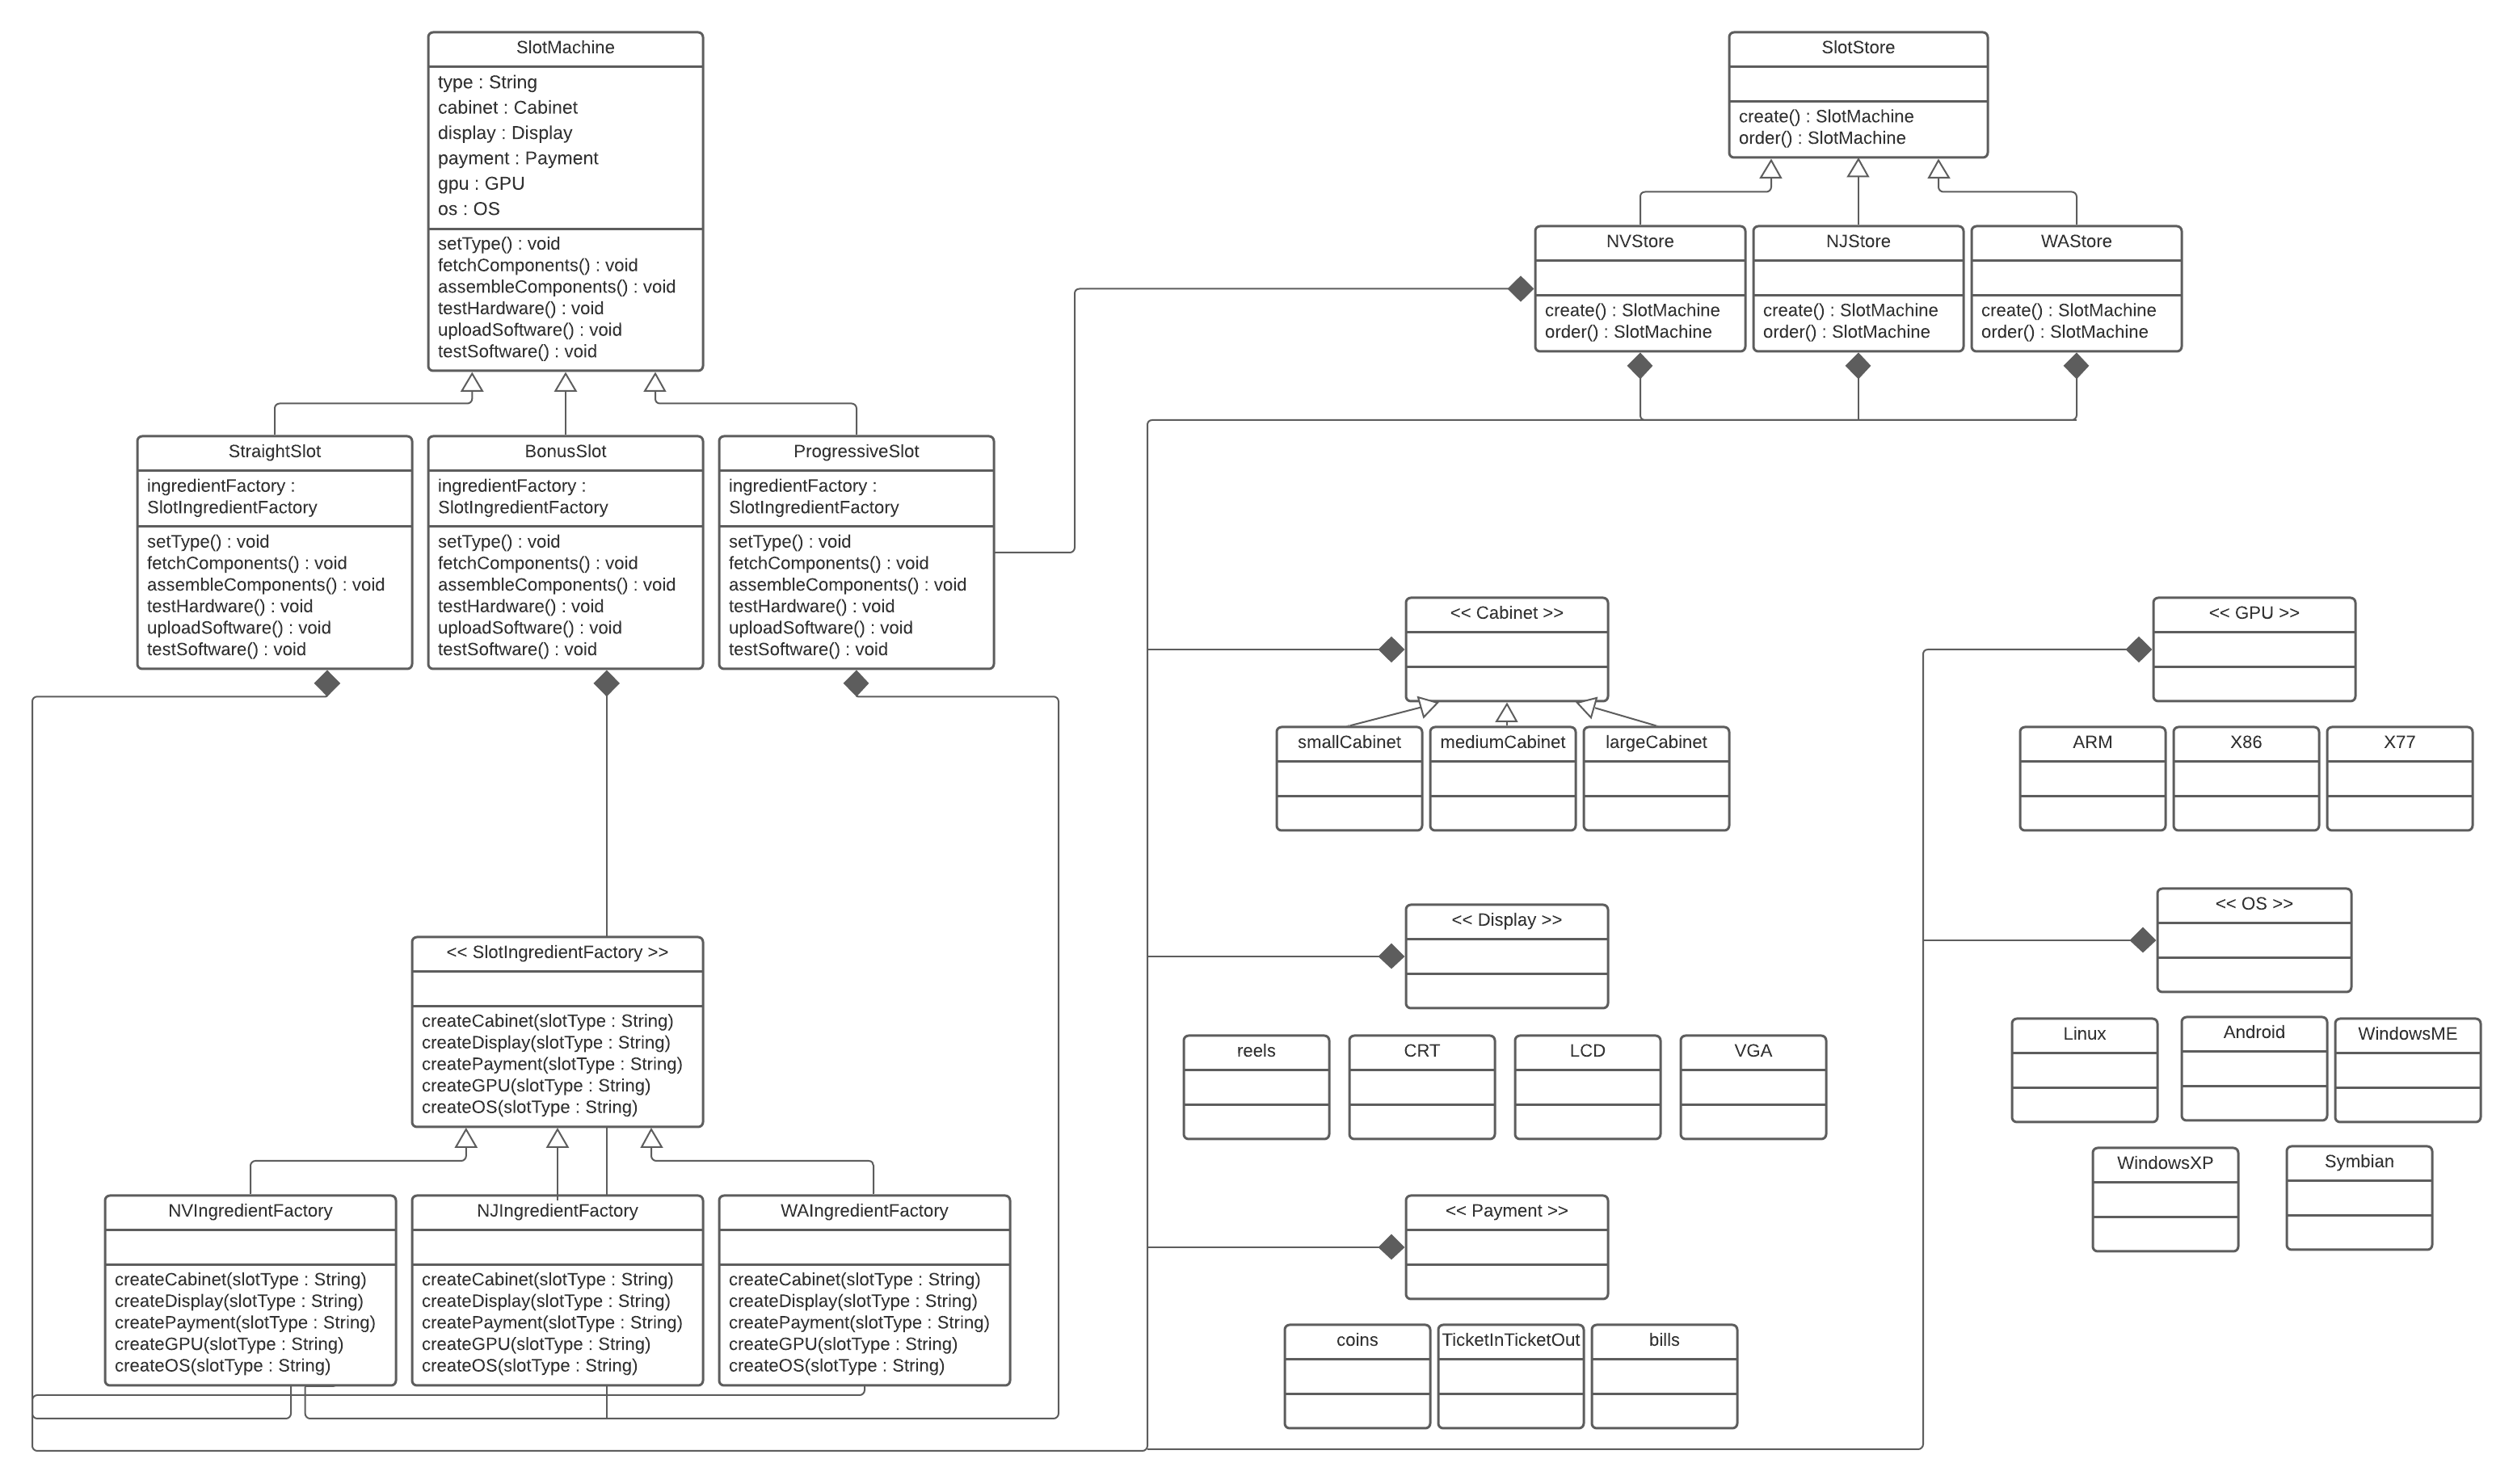 SlotMachine
type : String
cabinet : Cabinet
display : Display
payment : Payment
gpu : GPU
os : OS
setType() : void
fetchComponents() : void
assembleComponents() : void
testHardware() : void
uploadSoftware() : void
testSoftware() : void
SlotStore
create() : SlotMachine
order() : SlotMachine
NVStore
create() : SlotMachine
order() : SlotMachine
NJStore
create() : SlotMachine
order() : SlotMachine
WAStore
create() : SlotMachine
order() : SlotMachine
StraightSlot
ingredientFactory :
SlotIngredientFactory
setType() : void
fetchComponents() : void
assembleComponents() : void
testHardware() : void
uploadSoftware() : void
testSoftware() : void
BonusSlot
ingredientFactory :
SlotIngredientFactory
setType() : void
fetchComponents() : void
assembleComponents() : void
testHardware() : void
uploadSoftware() : void
testSoftware() : void
ProgressiveSlot
ingredientFactory :
SlotIngredientFactory
setType() : void
fetchComponents() : void
assembleComponents() : void
testHardware() : void
uploadSoftware() : void
testSoftware() : void
<< Cabinet >>
smallCabinet
mediumCabinet
largeCabinet
<< GPU >>
ARM
X86
X77
<< Display >>
reels
CRT
LCD
VGA
<< OS >>
Linux
Android
WindowsME
WindowsXP
Symbian
<< SlotIngredientFactory >>
createCabinet(slotType : String)
createDisplay(slotType : String)
createPayment(slotType : String)
createGPU(slotType : String)
createOS(slotType : String)
NVIngredientFactory
createCabinet(slotType : String)
createDisplay(slotType : String)
createPayment(slotType : String)
createGPU(slotType : String)
createOS(slotType : String)
NJIngredientFactory
createCabinet(slotType : String)
createDisplay(slotType : String)
createPayment(slotType : String)
createGPU(slotType : String)
createOS(slotType : String)
WAIngredientFactory
createCabinet(slotType : String)
createDisplay(slotType : String)
createPayment(slotType : String)
createGPU(slotType : String)
createOS(slotType : String)
<< Payment >>
coins
TicketInTicketOut
bills